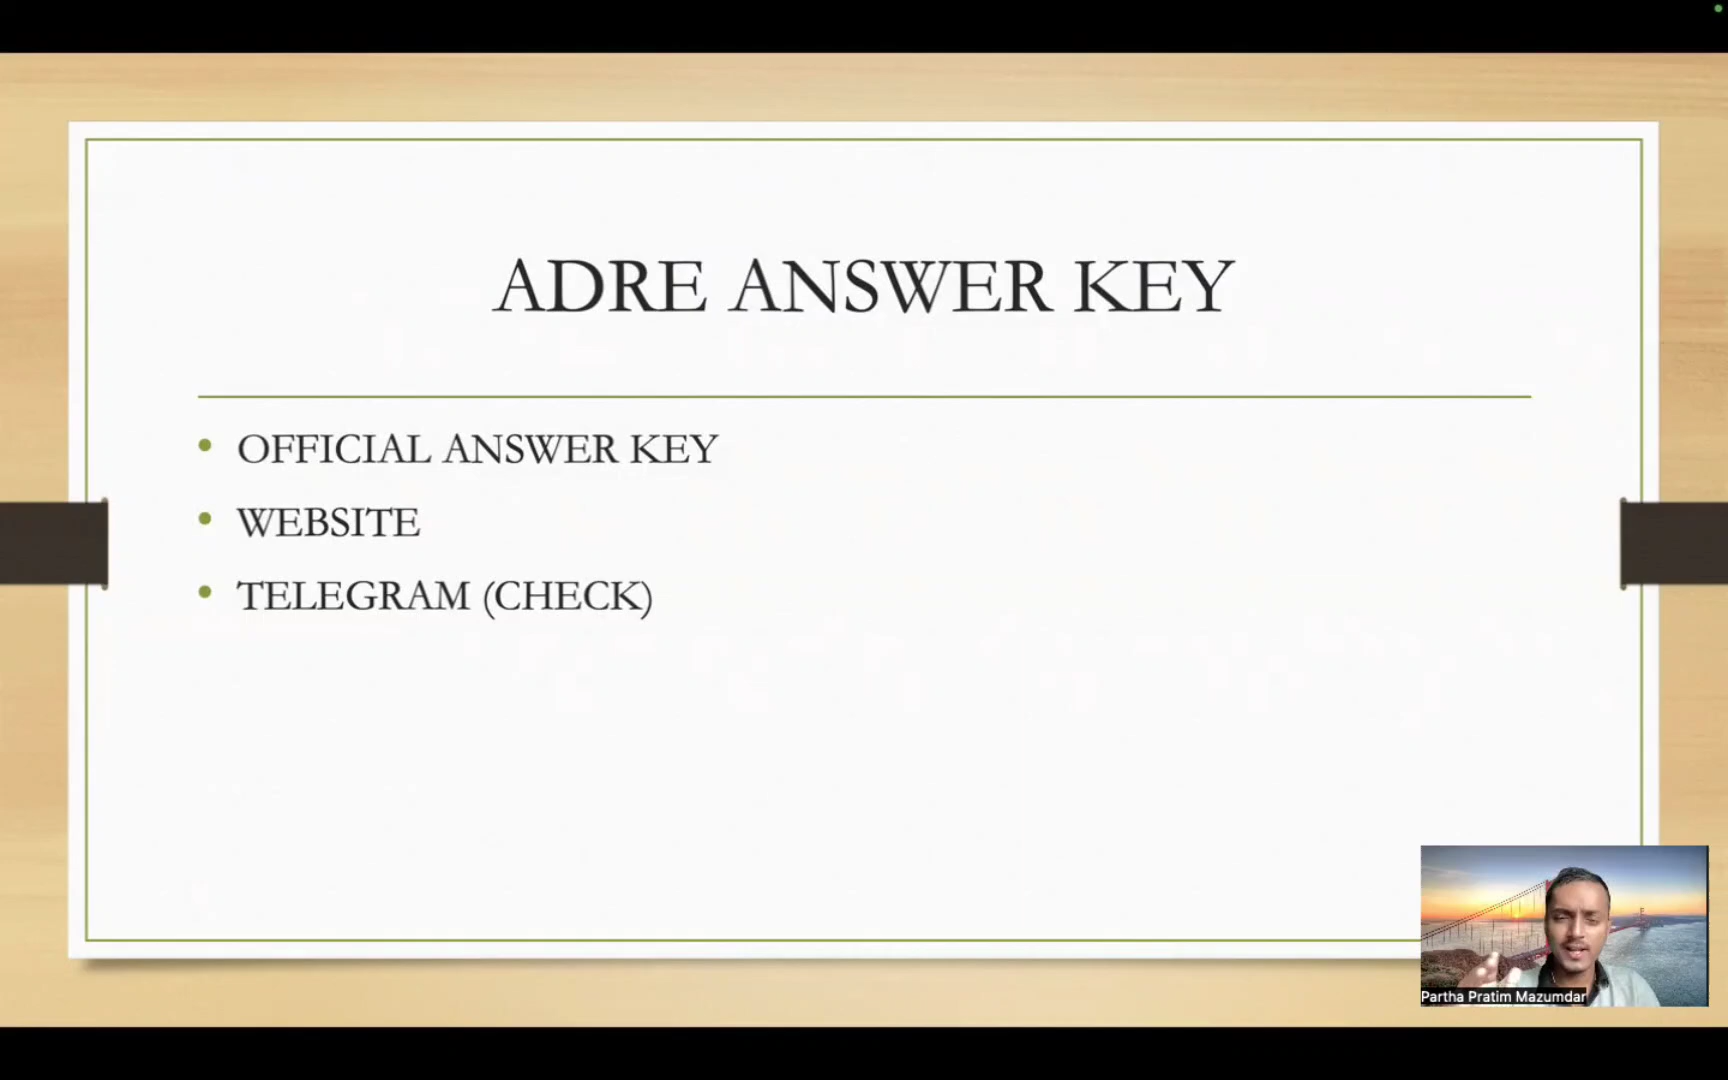 ADRE ANSWER KEY
OFFICIAL ANSWER KEY
WEBSITE
TELEGRAM (CHECK)
Partha Pratim Mazumdar